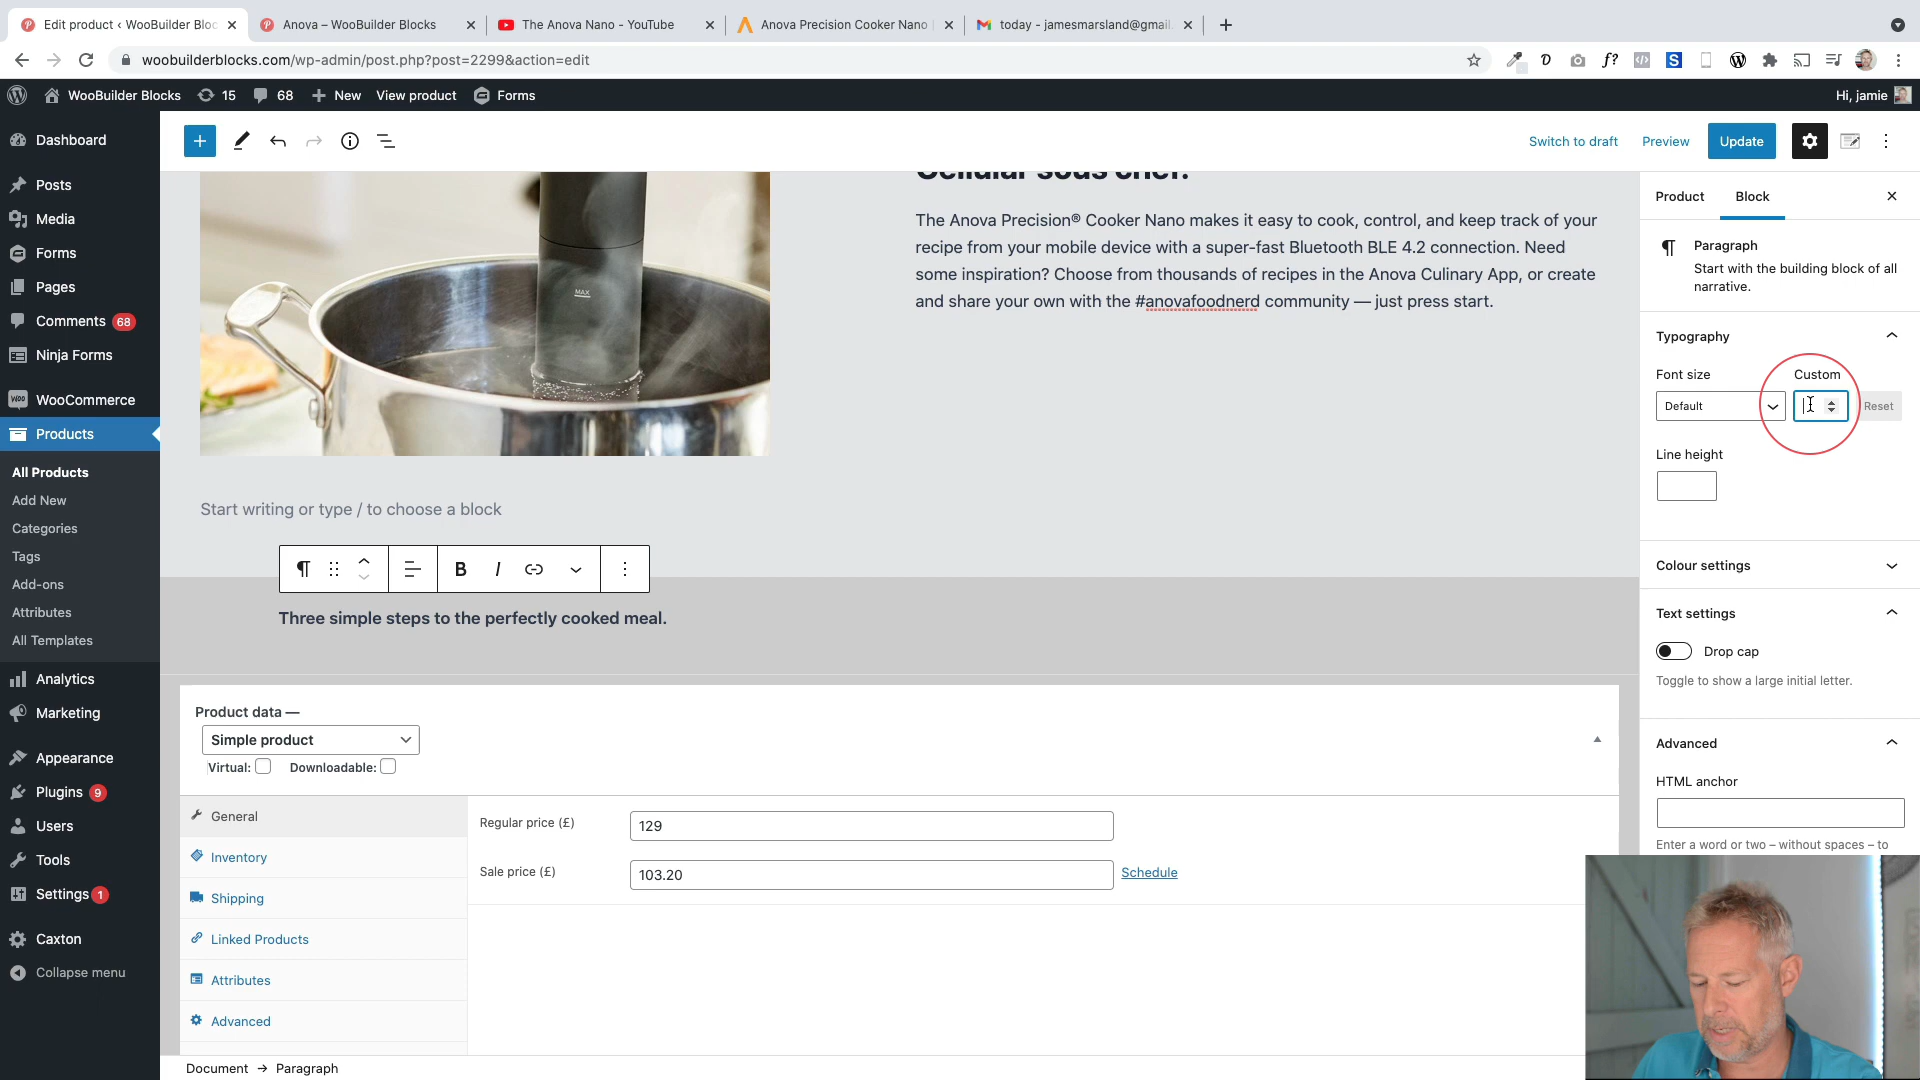 Edit product ‹ WooBuilder Bloc
Anova – WooBuilder Blocks
The Anova Nano - YouTube
Anova Precision Cooker Nano
today - jamesmarsland@gmail.
woobuilderblocks.com/wp-admin/post.php?post=2299&action=edit
WooBuilder Blocks
15
68
New
View product
Forms
Hi, jamie
Dashboard
Posts
Media
Forms
Pages
Comments 68
Ninja Forms
WooCommerce
Products
All Products
Add New
Categories
Tags
Add-ons
Attributes
All Templates
Analytics
Marketing
Appearance
Plugins 9
Users
Tools
Settings 1
Caxton
Collapse menu
Switch to draft
Preview
Update
Cellular sous chef.
The Anova Precision® Cooker Nano makes it easy to cook, control, and keep track of your
recipe from your mobile device with a super-fast Bluetooth BLE 4.2 connection. Need
some inspiration? Choose from thousands of recipes in the Anova Culinary App, or create
and share your own with the #anovafoodnerd community — just press start.
MAX
Start writing or type / to choose a block
B I
Three simple steps to the perfectly cooked meal.
Product data —
Simple product
Virtual:
Downloadable:
General
Inventory
Shipping
Linked Products
Attributes
Advanced
Regular price (£)
129
Sale price (£)
103.20
Schedule
Document → Paragraph
Product
Block
Paragraph
Start with the building block of all
narrative.
Typography
Font size
Custom
Default
Reset
Line height
Colour settings
Text settings
Drop cap
Toggle to show a large initial letter.
Advanced
HTML anchor
Enter a word or two – without spaces – to